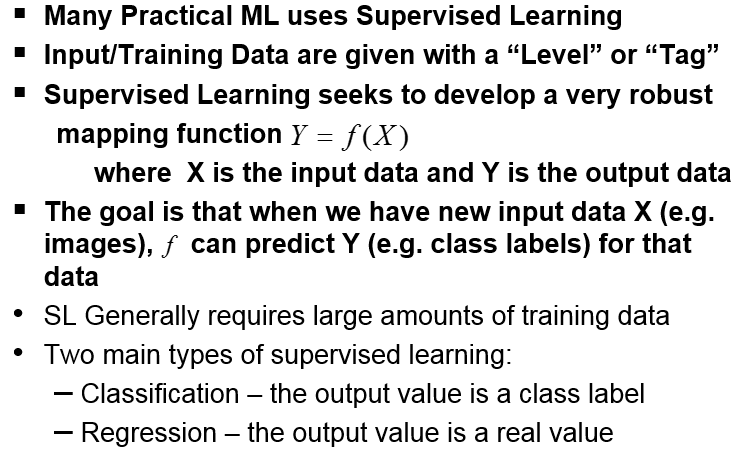 ▪ Many Practical ML uses Supervised Learning
▪ Input/Training Data are given with a “Level” or “Tag”
▪ Supervised Learning seeks to develop a very robust
mapping function Y = f(X)
where X is the input data and Y is the output data
▪ The goal is that when we have new input data X (e.g.
images), f can predict Y (e.g. class labels) for that
data
• SL Generally requires large amounts of training data
• Two main types of supervised learning:
– Classification – the output value is a class label
– Regression – the output value is a real value